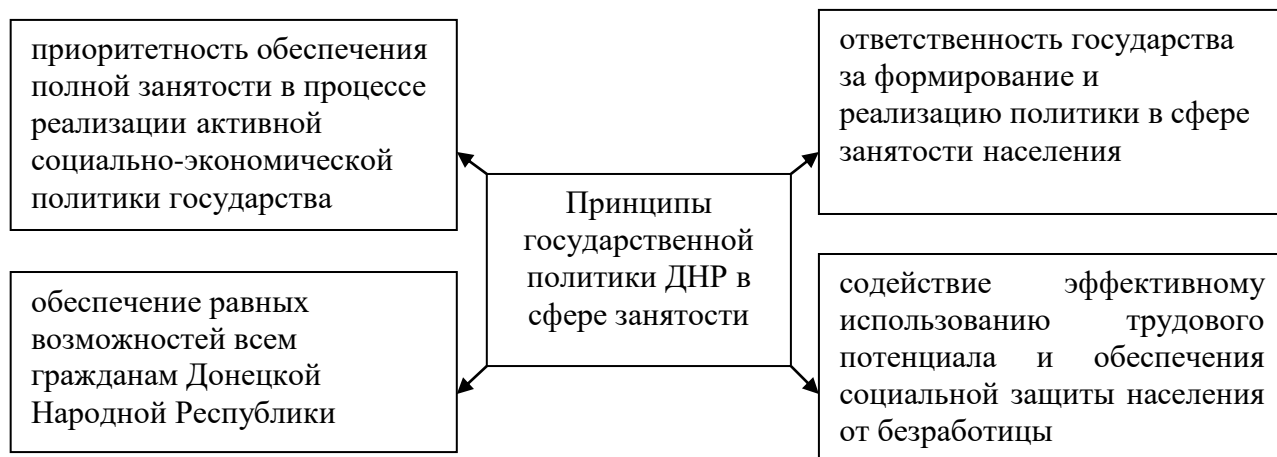 приоритетность обеспечения
полной занятости в процессе
реализации активной
социально-экономической
политики государства
ответственность государства
за формирование и
реализацию политики в сфере
занятости населения
Принципы
государственной
политики ДНР в
сфере занятости
обеспечение равных
возможностей всем
гражданам Донецкой
Народной Республики
содействие эффективному
использованию трудового
потенциала и обеспечения
социальной защиты населения
от безработицы